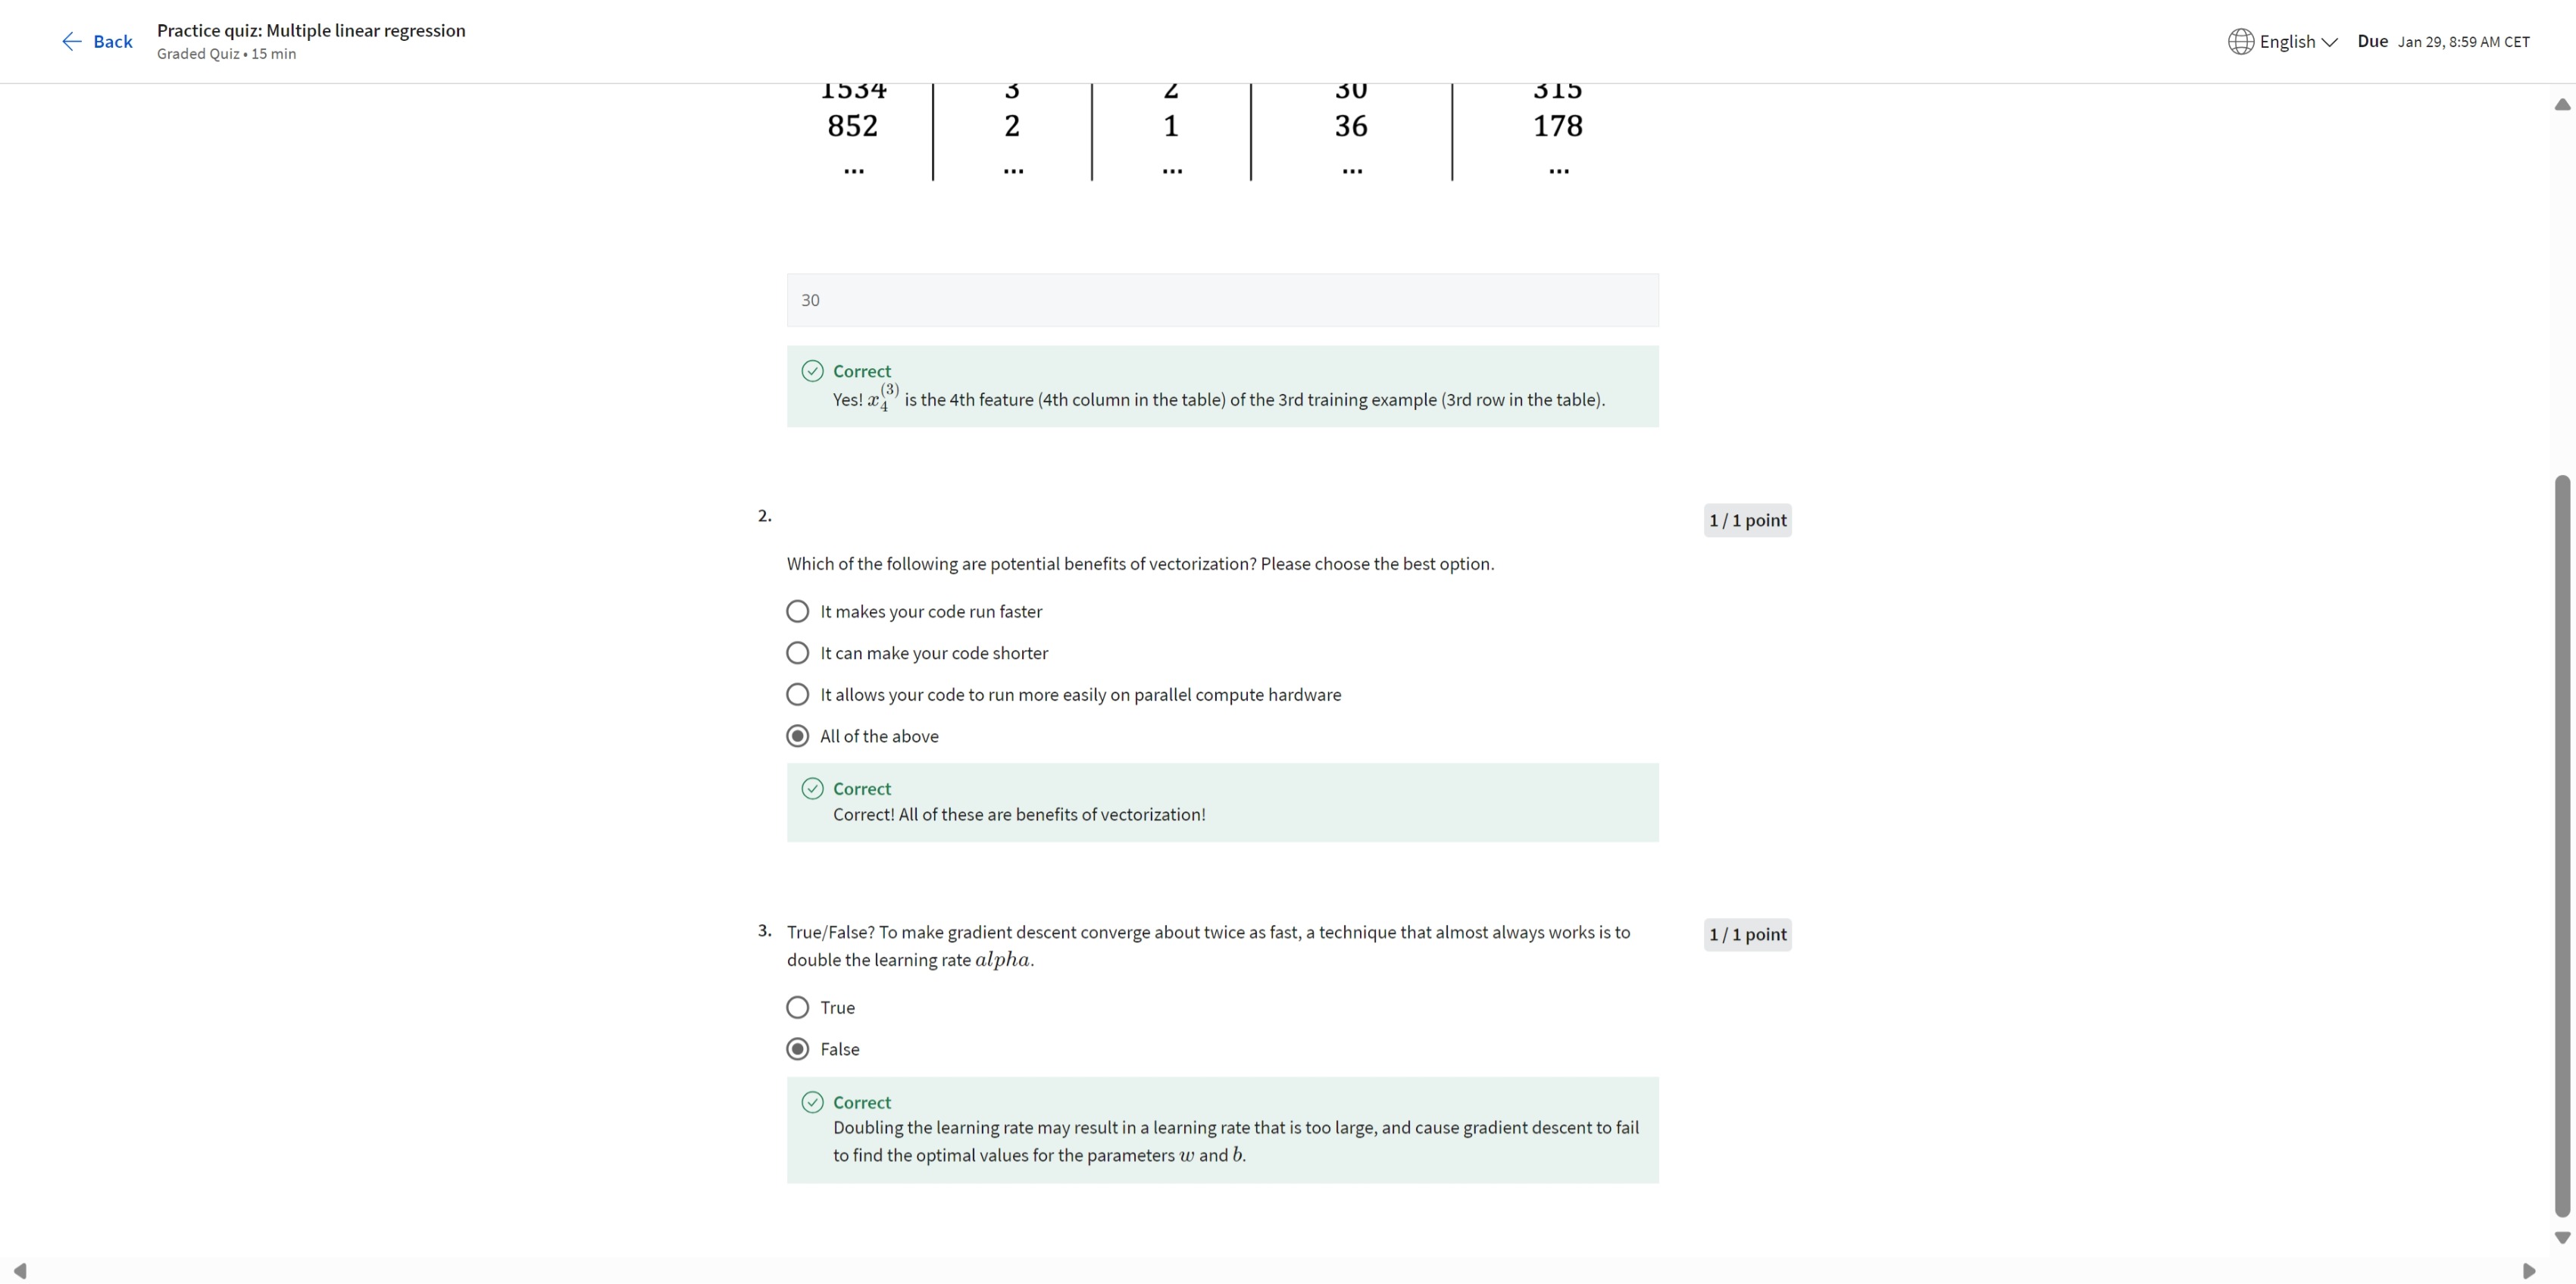 Back
Practice quiz: Multiple linear regression
Graded Quiz • 15 min
English
Due Jan 29, 8:59 AM CET
1534 3 2 30 315
852 2 1 36 178
... ... ... ... ...
30
Correct
Yes! x₄⁽³⁾ is the 4th feature (4th column in the table) of the 3rd training example (3rd row in the table).
2.
1 / 1 point
Which of the following are potential benefits of vectorization? Please choose the best option.
It makes your code run faster
It can make your code shorter
It allows your code to run more easily on parallel compute hardware
All of the above
Correct
Correct! All of these are benefits of vectorization!
3. True/False? To make gradient descent converge about twice as fast, a technique that almost always works is to
double the learning rate alpha.
1 / 1 point
True
False
Correct
Doubling the learning rate may result in a learning rate that is too large, and cause gradient descent to fail
to find the optimal values for the parameters w and b.